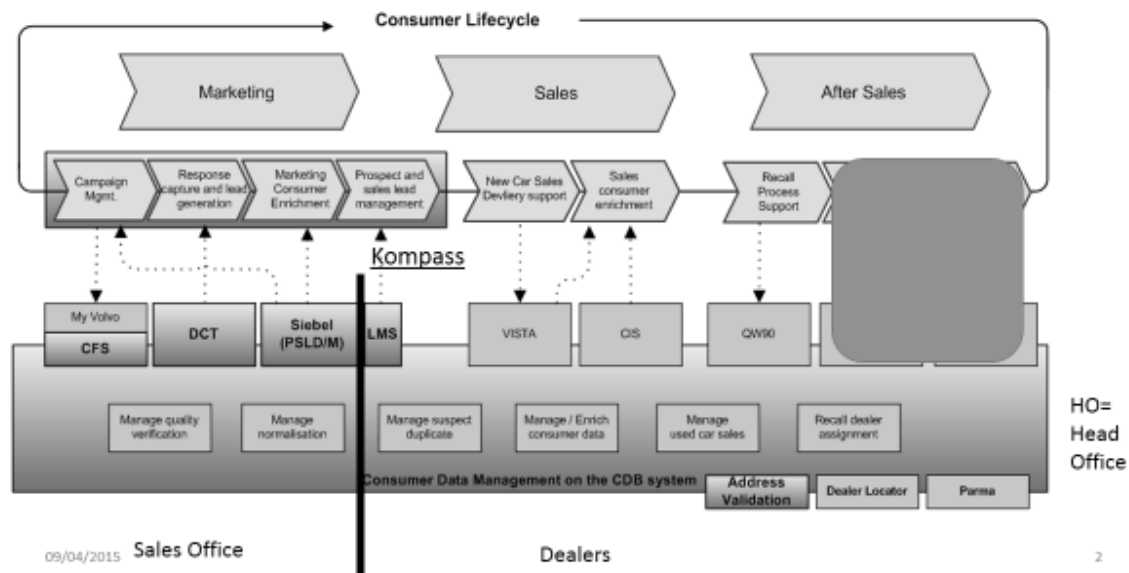 Consumer Lifecycle
Marketing
Sales
After Sales
Campaign
Mgmt.
Response
capture and lead
generation
Marketing
Consumer
Enrichment
Prospect and
sales lead
management
New Car Sales
Devliery support
Sales
consumer
enrichment
Recall
Process
Support
Kompass
My Volvo
CFS
DCT
Siebel
(PSLD/M)
LMS
VISTA
CIS
QW90
Manage quality
verification
Manage
normalisation
Manage suspect
duplicate
Manage / Enrich
consumer data
Manage
used car sales
Recall dealer
assignment
HO=
Head
Office
Consumer Data Management on the CDB system
Address
Validation
Dealer Locator
Parma
09/04/2015
Sales Office
Dealers
2